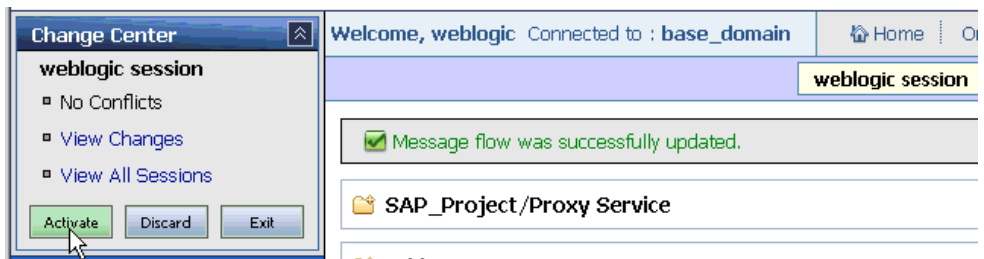 Change Center
weblogic session
No Conflicts
View Changes
View All Sessions
Activate Discard Exit
Welcome, weblogic Connected to : base_domain Home
weblogic session
Message flow was successfully updated.
SAP_Project/Proxy Service